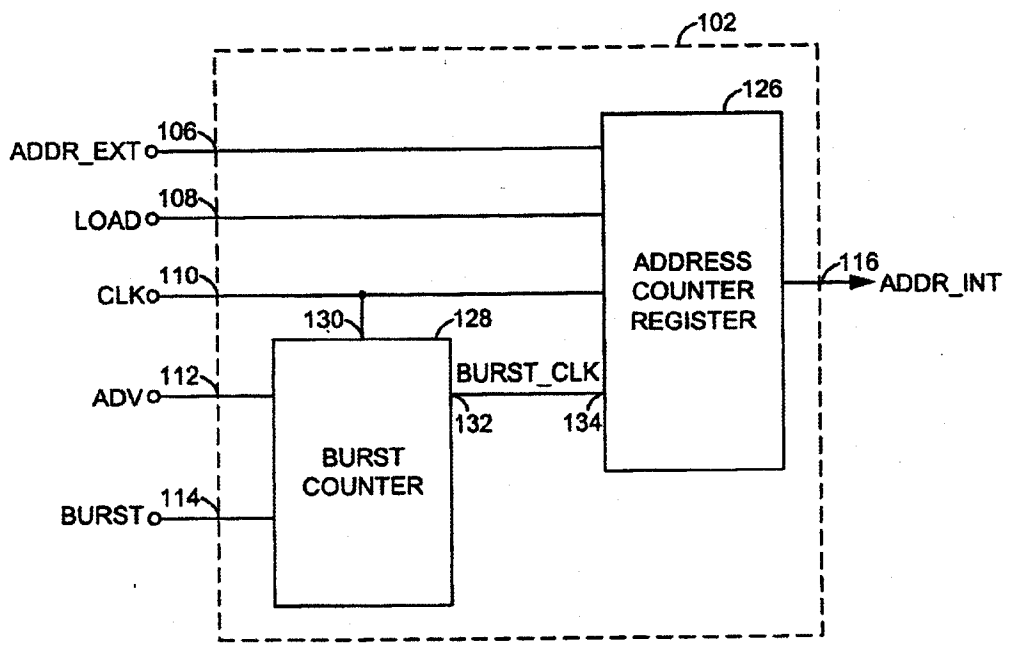 102
126
106
ADDR_EXT
108
LOAD
110
CLK
130
128
ADDRESS
COUNTER
REGISTER
116
ADDR_INT
112
ADV
BURST_CLK
132
134
BURST
COUNTER
114
BURST